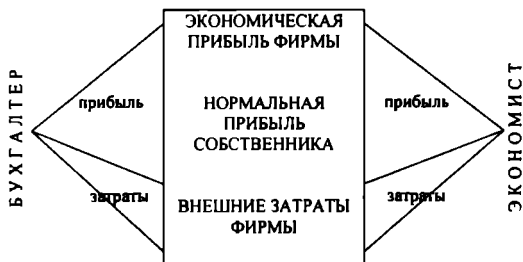 ЭКОНОМИЧЕСКАЯ
ПРИБЫЛЬ ФИРМЫ
БУХГАЛТЕР
прибыль
НОРМАЛЬНАЯ
ПРИБЫЛЬ
СОБСТВЕННИКА
прибыль
ЭКОНОМИСТ
затраты
ВНЕШНИЕ ЗАТРАТЫ
ФИРМЫ
затраты